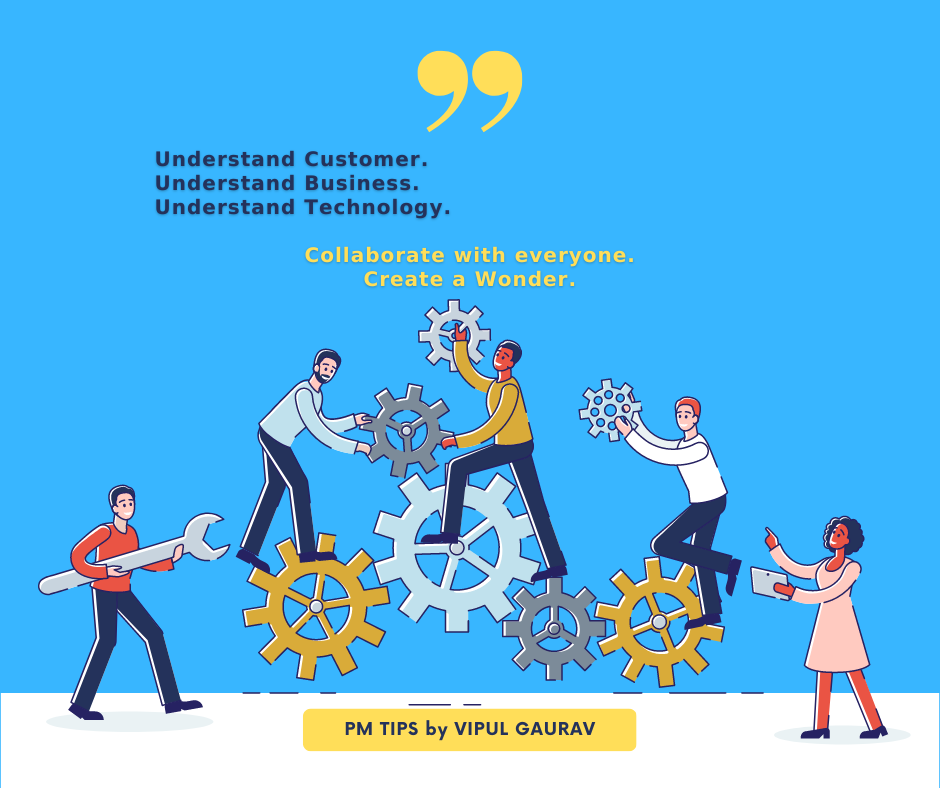 Understand Customer.
Understand Business.
Understand Technology.
Collaborate with everyone.
Create a Wonder.
PM TIPS by VIPUL GAURAV